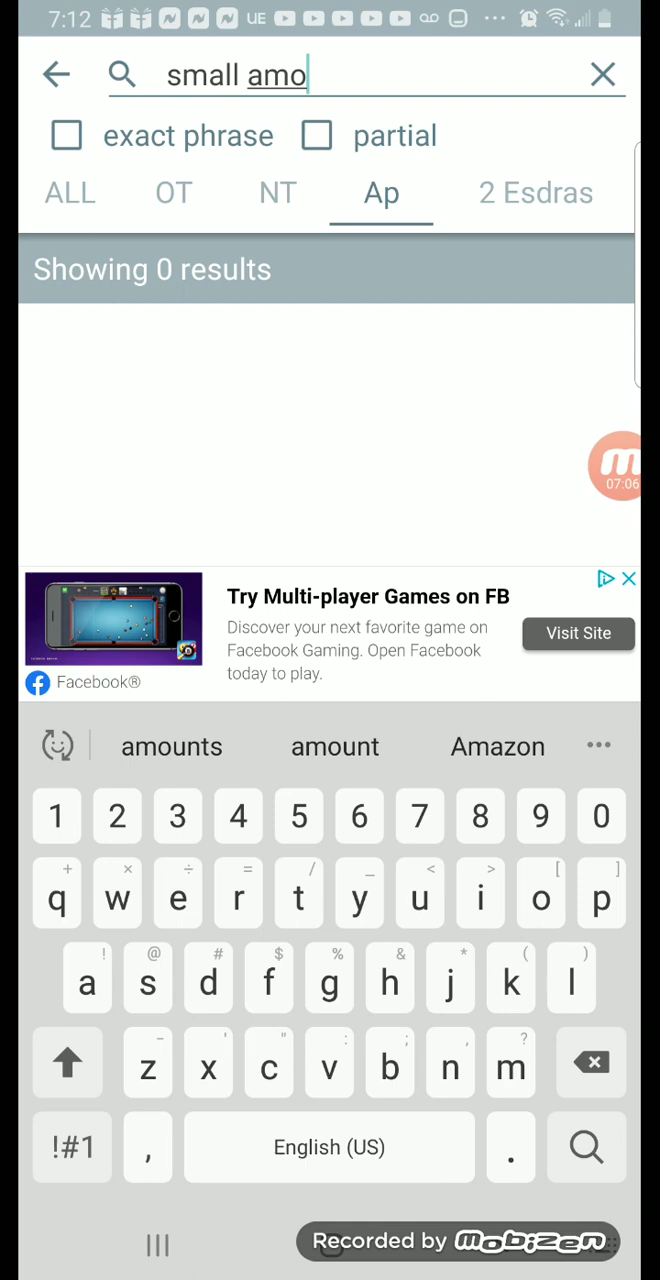 7:12 UE
small amo
exact phrase partial
ALL OT NT Ap 2 Esdras
Showing 0 results
07:06
Try Multi-player Games on FB
Discover your next favorite game on
Facebook Gaming. Open Facebook
today to play.
Visit Site
Facebook®
amounts amount Amazon
1 2 3 4 5 6 7 8 9 0
+ × ÷ = / _ < > [ ]
q w e r t y u i o p
! @ # $ % & * ( )
a s d f g h j k l
- ' " : ; , ?
z x c v b n m
!#1 , English (US) .
Recorded by mobizen